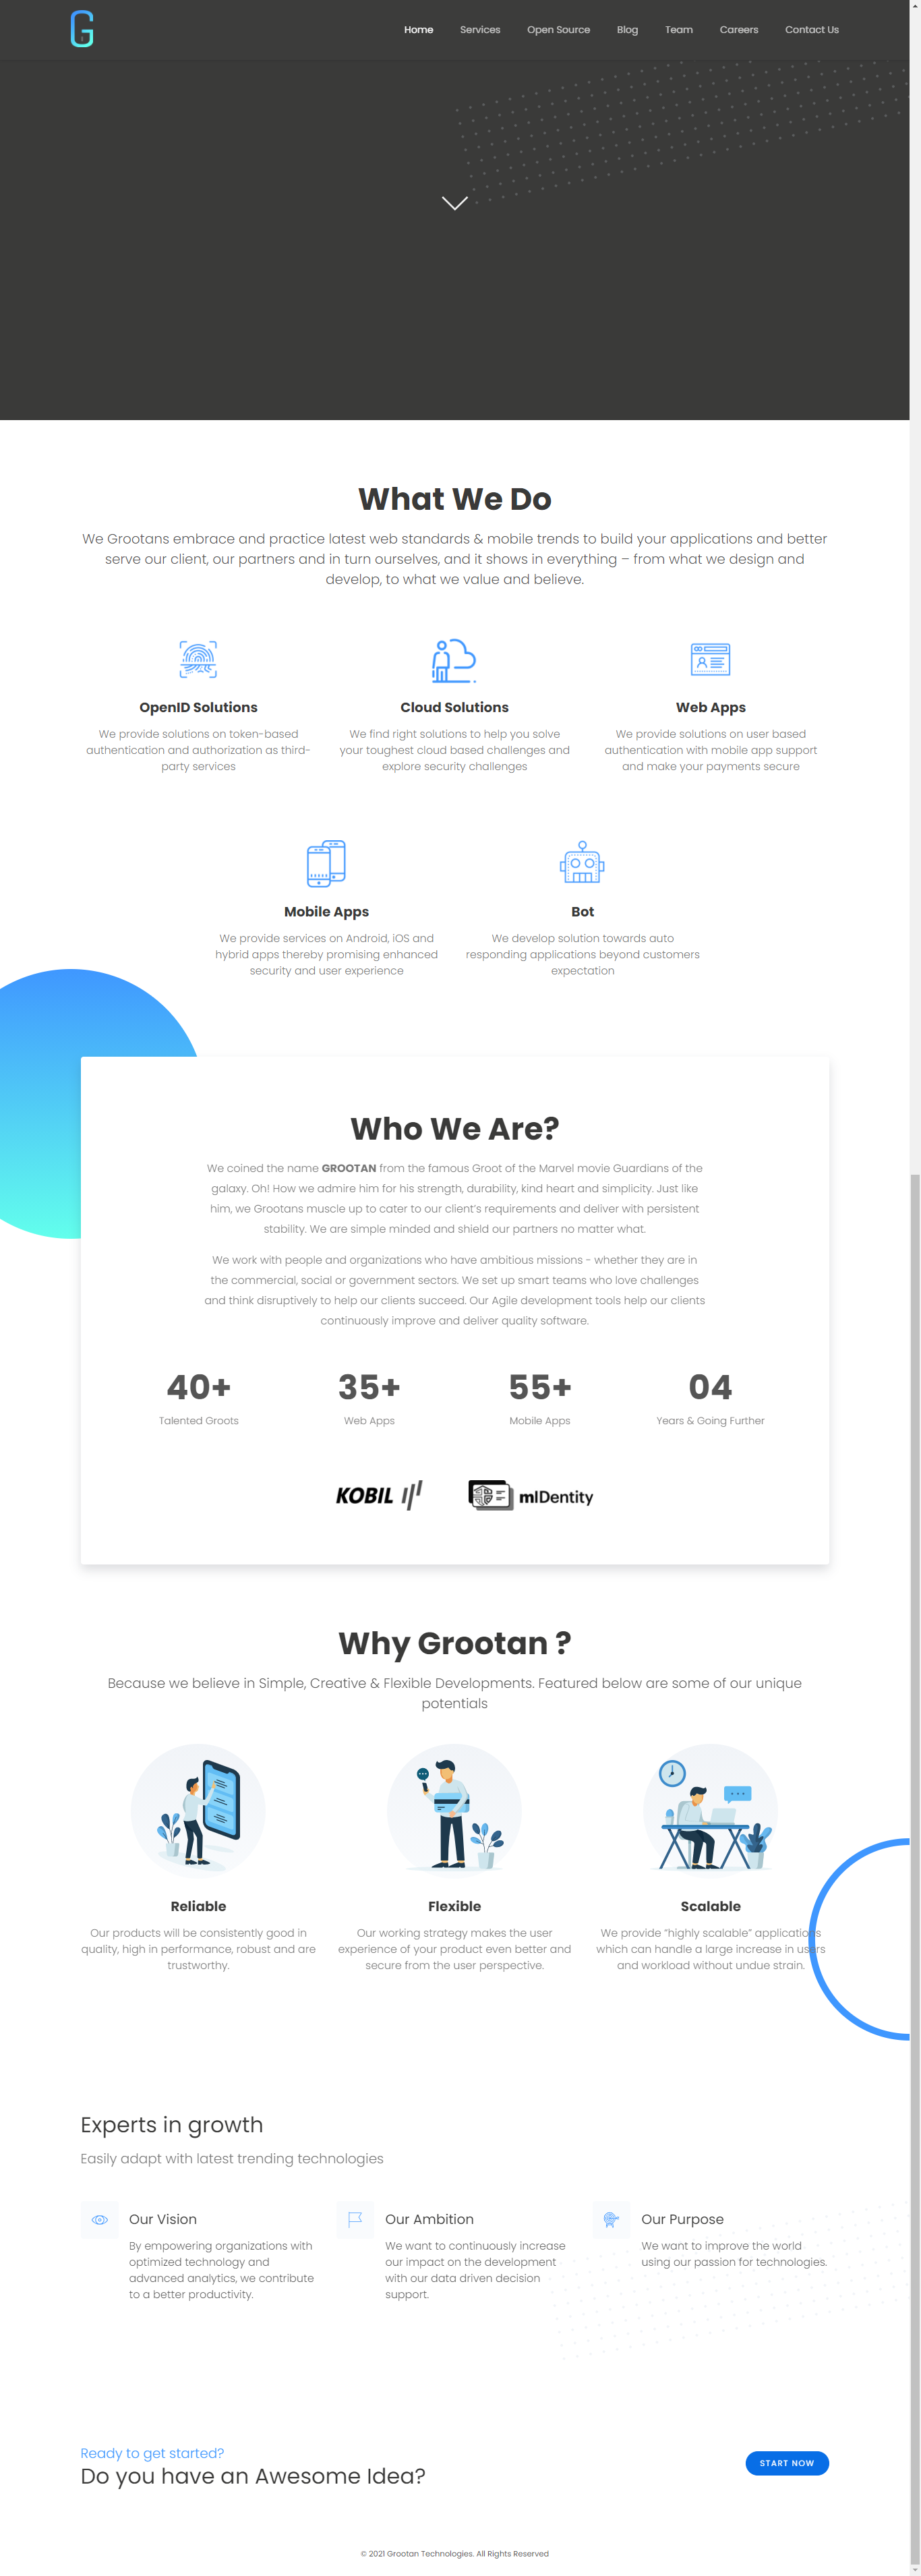 G
Home Services Open Source Blog Team Careers Contact Us
What We Do
We Grootans embrace and practice latest web standards & mobile trends to build your applications and better
serve our client, our partners and in turn ourselves, and it shows in everything – from what we design and
develop, to what we value and believe.
OpenID Solutions
We provide solutions on token-based
authentication and authorization as third-
party services
Cloud Solutions
We find right solutions to help you solve
your toughest cloud based challenges and
explore security challenges
Web Apps
We provide solutions on user based
authentication with mobile app support
and make your payments secure
Mobile Apps
We provide services on Android, iOS and
hybrid apps thereby promising enhanced
security and user experience
Bot
We develop solution towards auto
responding applications beyond customers
expectation
Who We Are?
We coined the name GROOTAN from the famous Groot of the Marvel movie Guardians of the
galaxy. Oh! How we admire him for his strength, durability, kind heart and simplicity. Just like
him, we Grootans muscle up to cater to our client's requirements and deliver with persistent
stability. We are simple minded and shield our partners no matter what.
We work with people and organizations who have ambitious missions - whether they are in
the commercial, social or government sectors. We set up smart teams who love challenges
and think disruptively to help our clients succeed. Our Agile development tools help our clients
continuously improve and deliver quality software.
40+
Talented Groots
35+
Web Apps
55+
Mobile Apps
04
Years & Going Further
KOBIL
mIDentity
Why Grootan ?
Because we believe in Simple, Creative & Flexible Developments. Featured below are some of our unique
potentials
Reliable
Our products will be consistently good in
quality, high in performance, robust and are
trustworthy.
Flexible
Our working strategy makes the user
experience of your product even better and
secure from the user perspective.
Scalable
We provide "highly scalable" applications
which can handle a large increase in users
and workload without undue strain.
Experts in growth
Easily adapt with latest trending technologies
Our Vision
By empowering organizations with
optimized technology and
advanced analytics, we contribute
to a better productivity.
Our Ambition
We want to continuously increase
our impact on the development
with our data driven decision
support.
Our Purpose
We want to improve the world
using our passion for technologies.
Ready to get started?
Do you have an Awesome Idea?
START NOW
© 2021 Grootan Technologies. All Rights Reserved